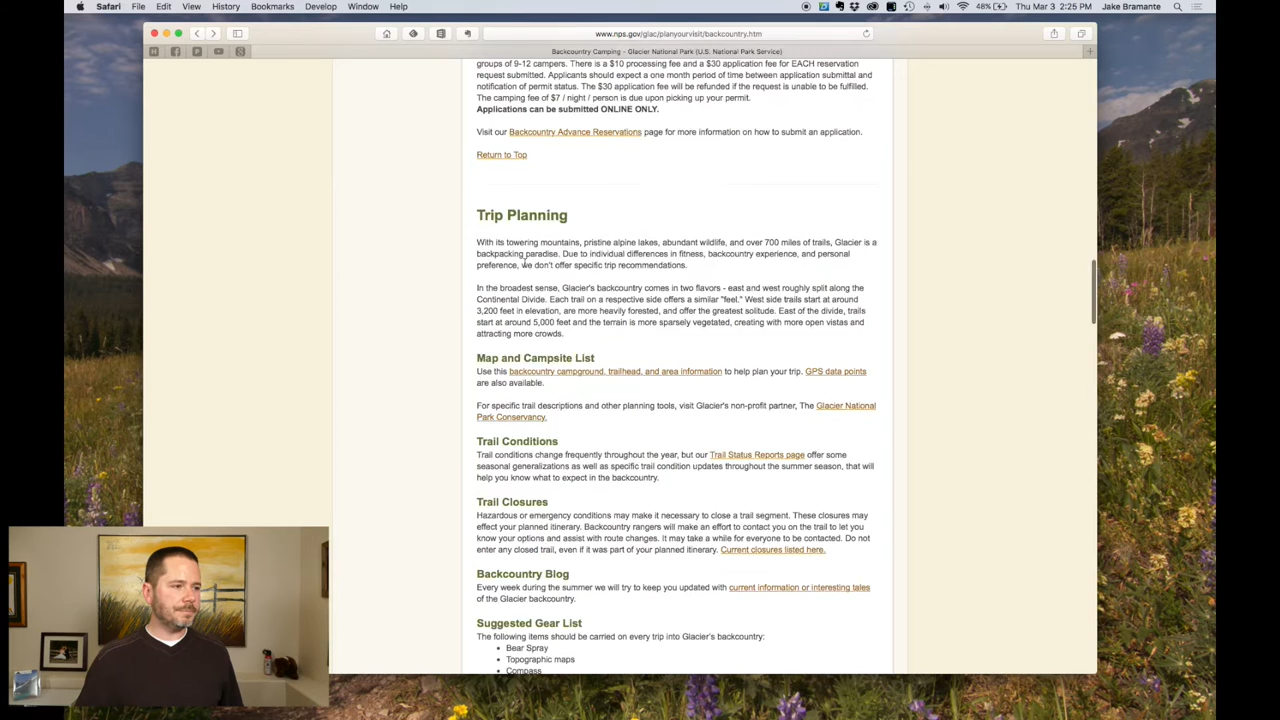 Safari File Edit View History Bookmarks Develop Window Help 48% Thu Mar 3 2:25 PM Jake Bramante
www.nps.gov/glac/planyourvisit/backcountry.htm
Backcountry Camping - Glacier National Park (U.S. National Park Service)
groups of 9-12 campers. There is a $10 processing fee and a $30 application fee for EACH reservation
request submitted. Applicants should expect a one month period of time between application submittal and
notification of permit status. The $30 application fee will be refunded if the request is unable to be fulfilled.
The camping fee of $7 / night / person is due upon picking up your permit.
Applications can be submitted ONLINE ONLY.
Visit our Backcountry Advance Reservations page for more information on how to submit an application.
Return to Top
Trip Planning
With its towering mountains, pristine alpine lakes, abundant wildlife, and over 700 miles of trails, Glacier is a
backpacking paradise. Due to individual differences in fitness, backcountry experience, and personal
preference, we don't offer specific trip recommendations.
In the broadest sense, Glacier's backcountry comes in two flavors - east and west roughly split along the
Continental Divide. Each trail on a respective side offers a similar "feel." West side trails start at around
3,200 feet in elevation, are more heavily forested, and offer the greatest solitude. East of the divide, trails
start at around 5,000 feet and the terrain is more sparsely vegetated, creating with more open vistas and
attracting more crowds.
Map and Campsite List
Use this backcountry campground, trailhead, and area information to help plan your trip. GPS data points
are also available.
For specific trail descriptions and other planning tools, visit Glacier's non-profit partner, The Glacier National
Park Conservancy.
Trail Conditions
Trail conditions change frequently throughout the year, but our Trail Status Reports page offer some
seasonal generalizations as well as specific trail condition updates throughout the summer season, that will
help you know what to expect in the backcountry.
Trail Closures
Hazardous or emergency conditions may make it necessary to close a trail segment. These closures may
effect your planned itinerary. Backcountry rangers will make an effort to contact you on the trail to let you
know your options and assist with route changes. It may take a while for everyone to be contacted. Do not
enter any closed trail, even if it was part of your planned itinerary. Current closures listed here.
Backcountry Blog
Every week during the summer we will try to keep you updated with current information or interesting tales
of the Glacier backcountry.
Suggested Gear List
The following items should be carried on every trip into Glacier's backcountry:
• Bear Spray
• Topographic maps
• Compass